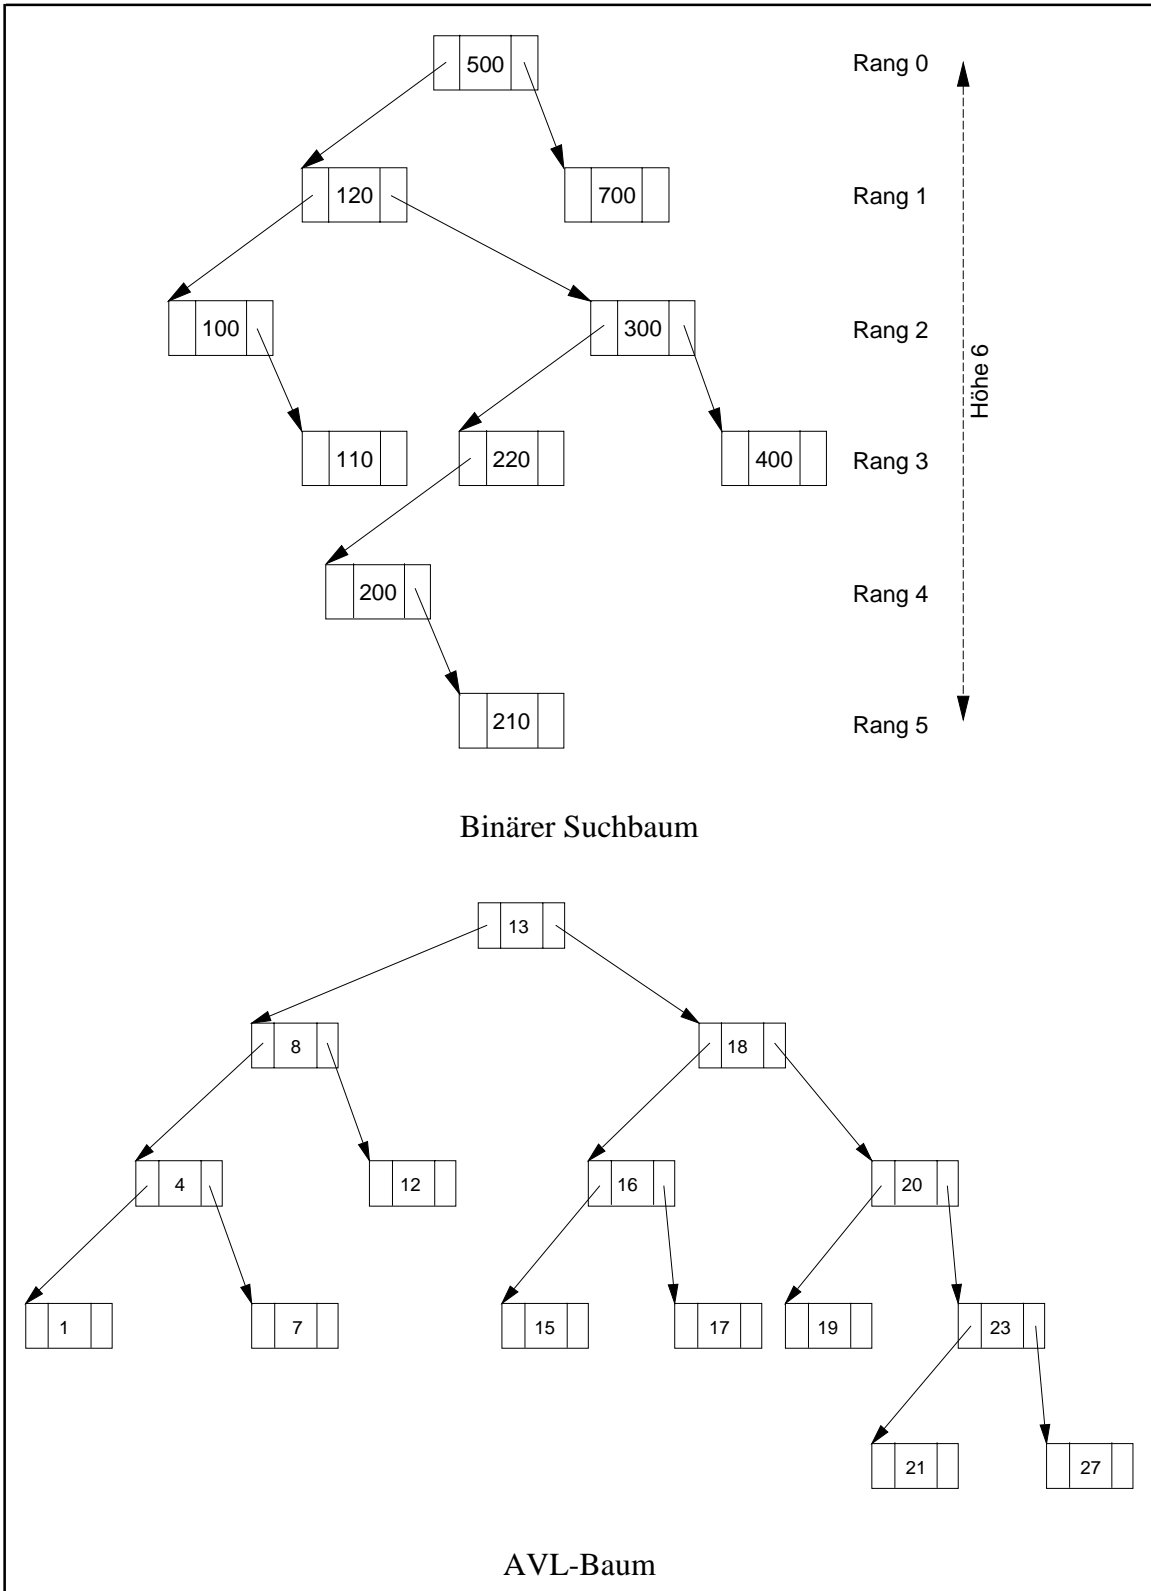 500 Rang 0
120 700 Rang 1
100 300 Rang 2
Höhe 6
110 220 400 Rang 3
200 Rang 4
210 Rang 5
Binärer Suchbaum
13
8 18
4 12 16 20
1 7 15 17 19 23
21 27
AVL-Baum